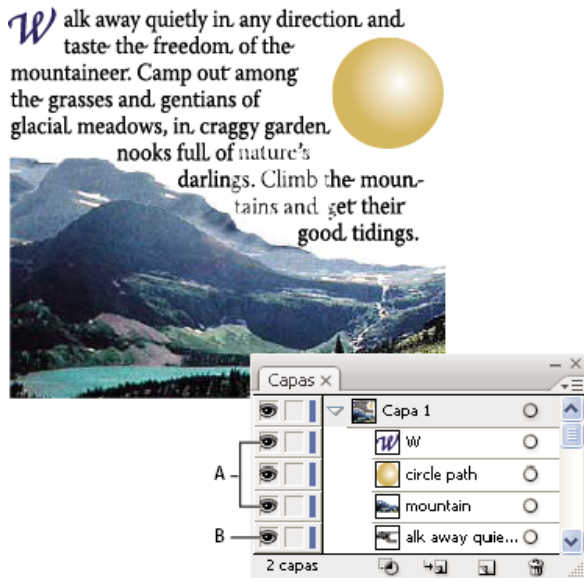 W alk away quietly in any direction and
taste the freedom of the
mountaineer. Camp out among
the grasses and gentians of
glacial meadows, in craggy garden
nooks full of nature's
darlings. Climb the moun-
tains and get their
good tidings.
Capas
Capa 1
W
circle path
A
mountain
B
alk away quie...
2 capas